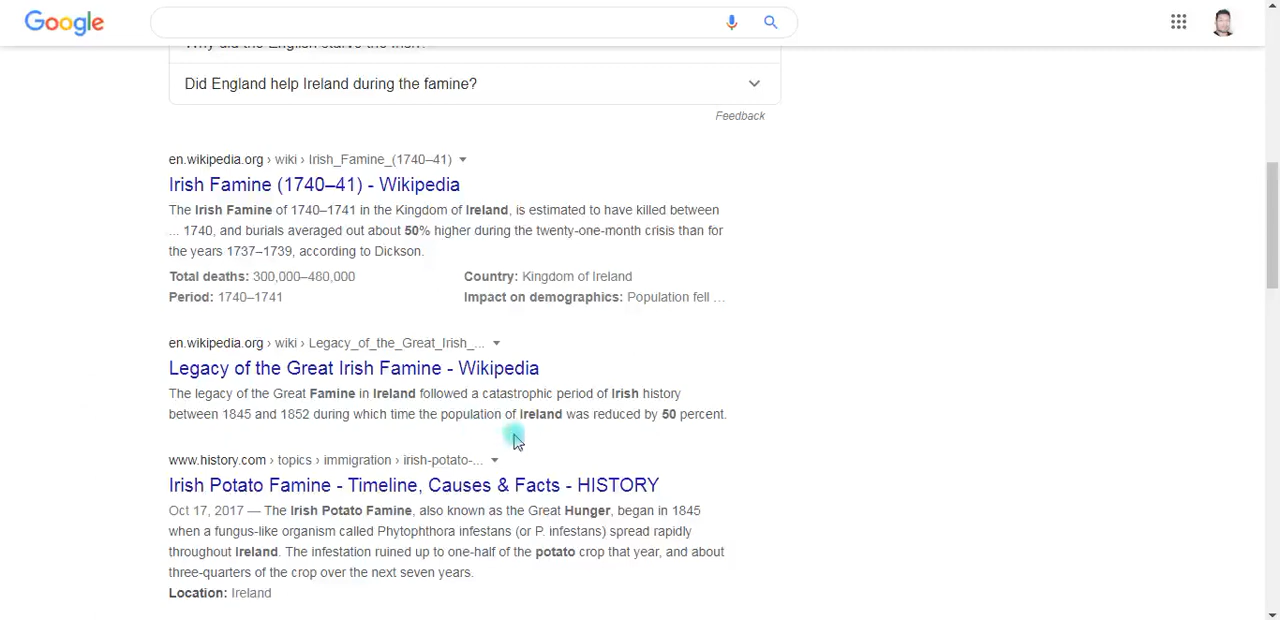 Google
Why did the English starve the Irish?
Did England help Ireland during the famine?
Feedback
en.wikipedia.org › wiki › Irish_Famine_(1740–41)
Irish Famine (1740–41) - Wikipedia
The Irish Famine of 1740–1741 in the Kingdom of Ireland, is estimated to have killed between
... 1740, and burials averaged out about 50% higher during the twenty-one-month crisis than for
the years 1737–1739, according to Dickson.
Total deaths: 300,000–480,000 Country: Kingdom of Ireland
Period: 1740–1741 Impact on demographics: Population fell ...
en.wikipedia.org › wiki › Legacy_of_the_Great_Irish_...
Legacy of the Great Irish Famine - Wikipedia
The legacy of the Great Famine in Ireland followed a catastrophic period of Irish history
between 1845 and 1852 during which time the population of Ireland was reduced by 50 percent.
www.history.com › topics › immigration › irish-potato-...
Irish Potato Famine - Timeline, Causes & Facts - HISTORY
Oct 17, 2017 — The Irish Potato Famine, also known as the Great Hunger, began in 1845
when a fungus-like organism called Phytophthora infestans (or P. infestans) spread rapidly
throughout Ireland. The infestation ruined up to one-half of the potato crop that year, and about
three-quarters of the crop over the next seven years.
Location: Ireland